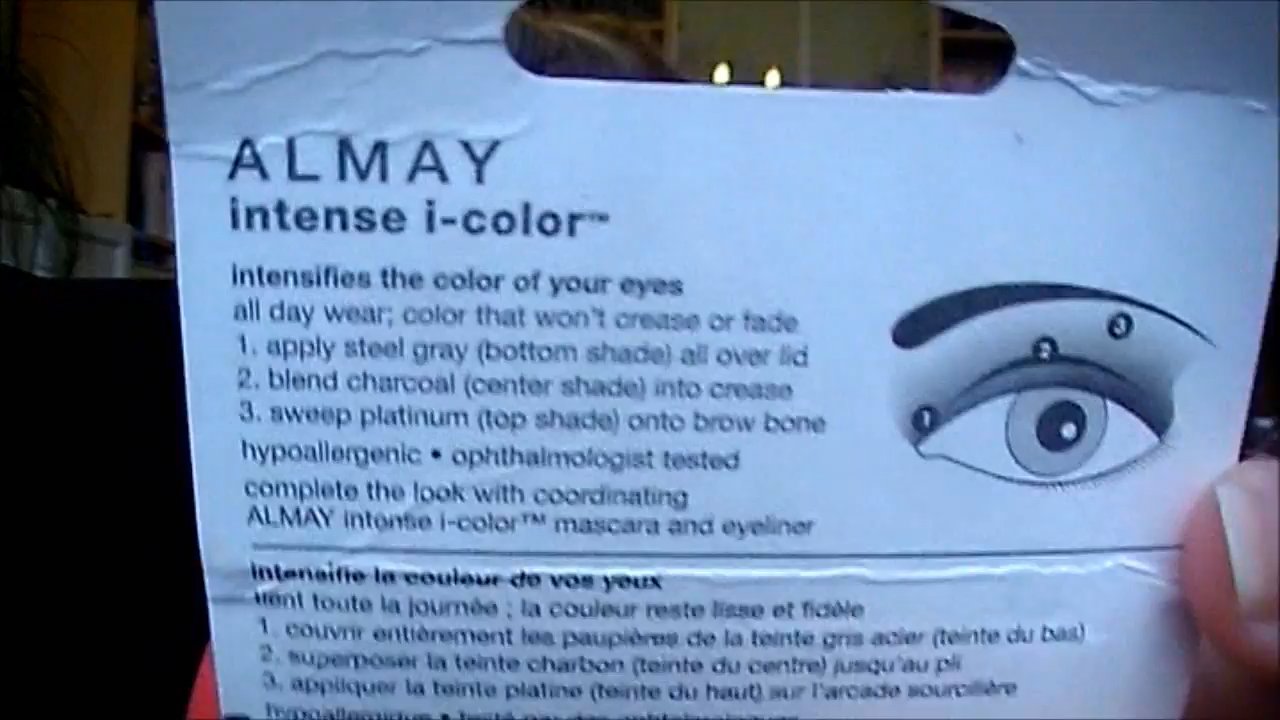 ALMAY
intense i-color™
intensifies the color of your eyes
all day wear; color that won't crease or fade
1. apply steel gray (bottom shade) all over lid
2. blend charcoal (center shade) into crease
3. sweep platinum (top shade) onto brow bone
hypoallergenic • ophthalmologist tested
complete the look with coordinating
ALMAY intense i-color™ mascara and eyeliner
1
2
3
intensifie la couleur de vos yeux
tient toute la journée ; la couleur reste lisse et fidèle
1. couvrir entièrement les paupières de la teinte gris acier (teinte du bas)
2. superposer la teinte charbon (teinte du centre) jusqu'au pli
3. appliquer la teinte platine (teinte du haut) sur l'arcade sourcilière
hypoallergénique • testé par des ophtalmologues